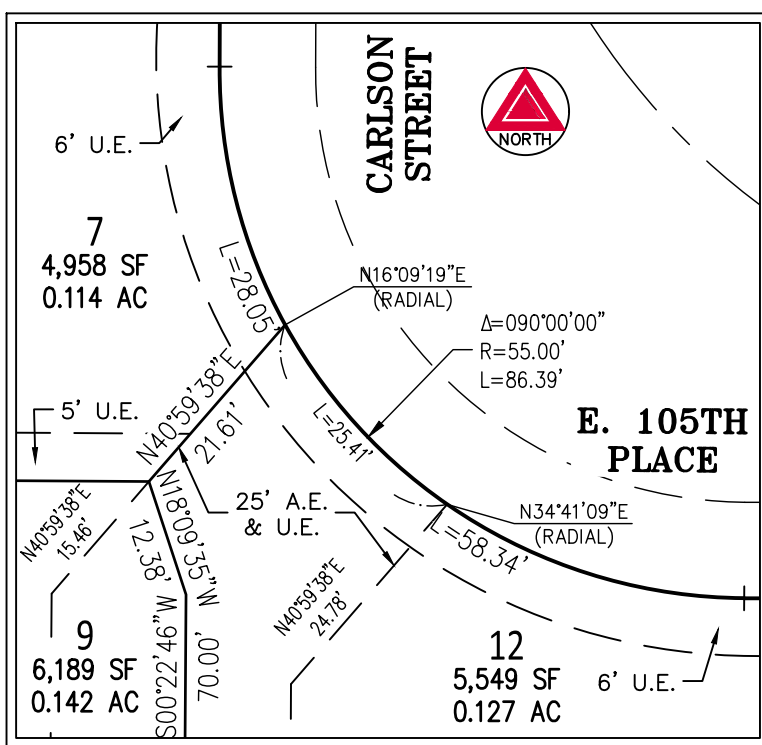 CARLSON
STREET
NORTH
6' U.E.
7
4,958 SF
0.114 AC
L=28.05'
N16°09'19"E
(RADIAL)
Δ=090°00'00"
R=55.00'
L=86.39'
N40°59'38"E
21.61'
5' U.E.
L=25.41'
E. 105TH
PLACE
N40°59'38"E
15.46'
N18°09'35"W
12.38'
25' A.E.
& U.E.
N34°41'09"E
(RADIAL)
L=58.34'
N40°59'38"E
24.78'
9
6,189 SF
0.142 AC
S00°22'46"W
70.00'
12
5,549 SF
0.127 AC
6' U.E.